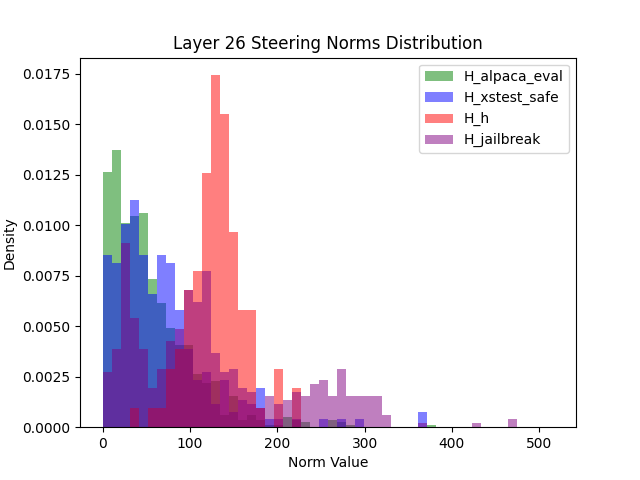 Layer 26 Steering Norms Distribution
H_alpaca_eval
H_xstest_safe
H_h
H_jailbreak
Density
0.0175
0.0150
0.0125
0.0100
0.0075
0.0050
0.0025
0.0000
0 100 200 300 400 500
Norm Value